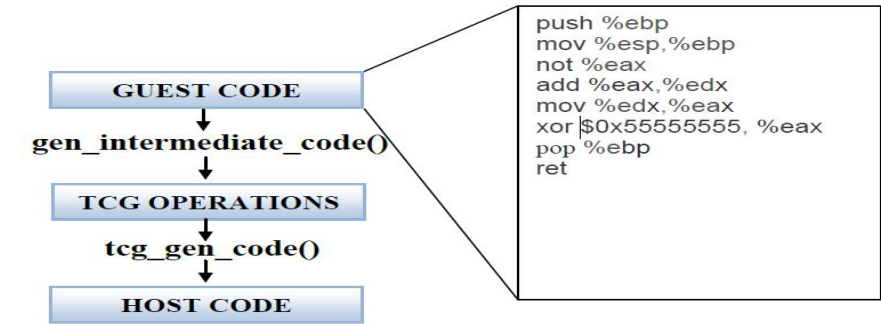 GUEST CODE
gen_intermediate_code()
TCG OPERATIONS
tcg_gen_code()
HOST CODE
push %ebp
mov %esp,%ebp
not %eax
add %eax,%edx
mov %edx,%eax
xor $0x55555555, %eax
pop %ebp
ret